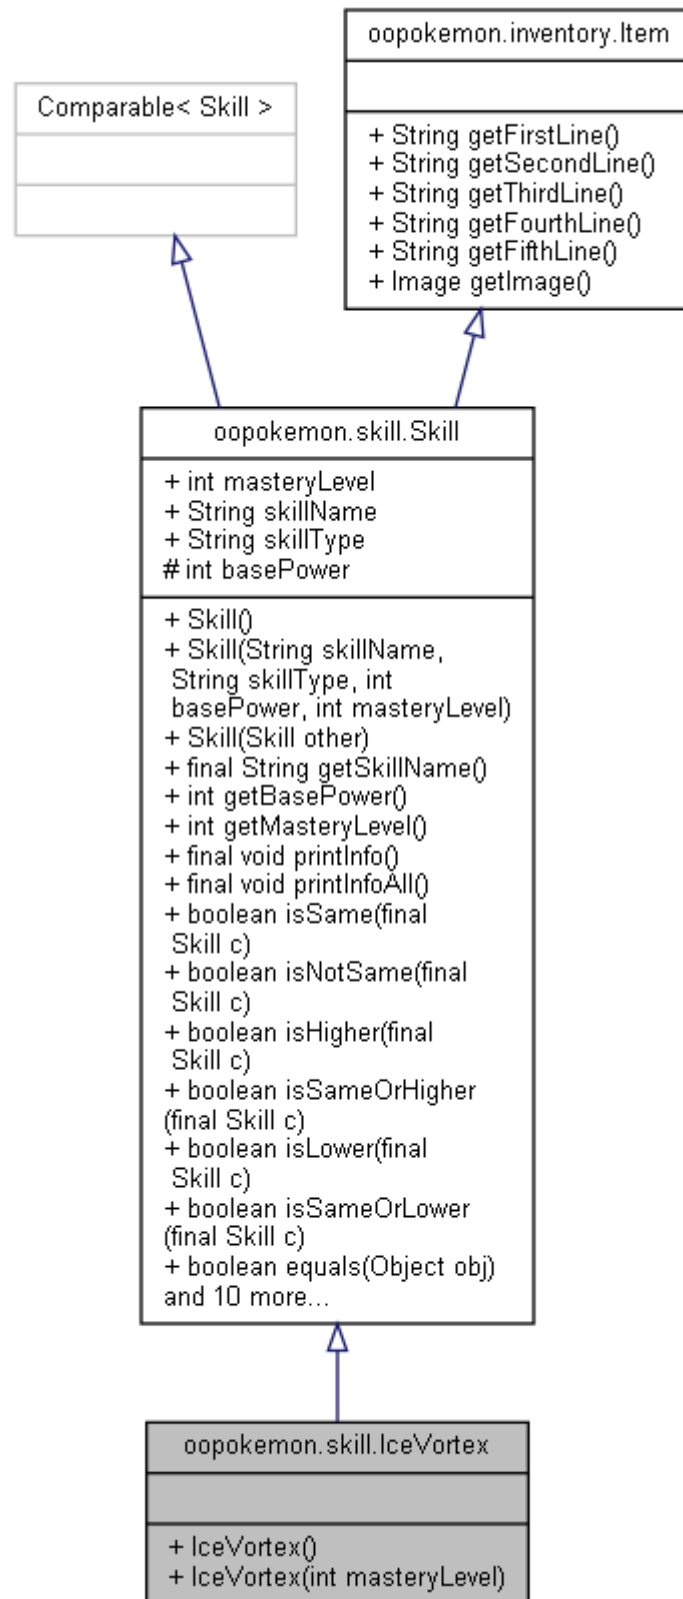 oopokemon.inventory.Item
+ String getFirstLine()
+ String getSecondLine()
+ String getThirdLine()
+ String getFourthLine()
+ String getFifthLine()
+ Image getImage()
Comparable< Skill >
oopokemon.skill.Skill
+ int masteryLevel
+ String skillName
+ String skillType
# int basePower
+ Skill()
+ Skill(String skillName,
String skillType, int
basePower, int masteryLevel)
+ Skill(Skill other)
+ final String getSkillName()
+ int getBasePower()
+ int getMasteryLevel()
+ final void printInfo()
+ final void printInfoAll()
+ boolean isSame(final
Skill c)
+ boolean isNotSame(final
Skill c)
+ boolean isHigher(final
Skill c)
+ boolean isSameOrHigher
(final Skill c)
+ boolean isLower(final
Skill c)
+ boolean isSameOrLower
(final Skill c)
+ boolean equals(Object obj)
and 10 more...
oopokemon.skill.IceVortex
+ IceVortex()
+ IceVortex(int masteryLevel)